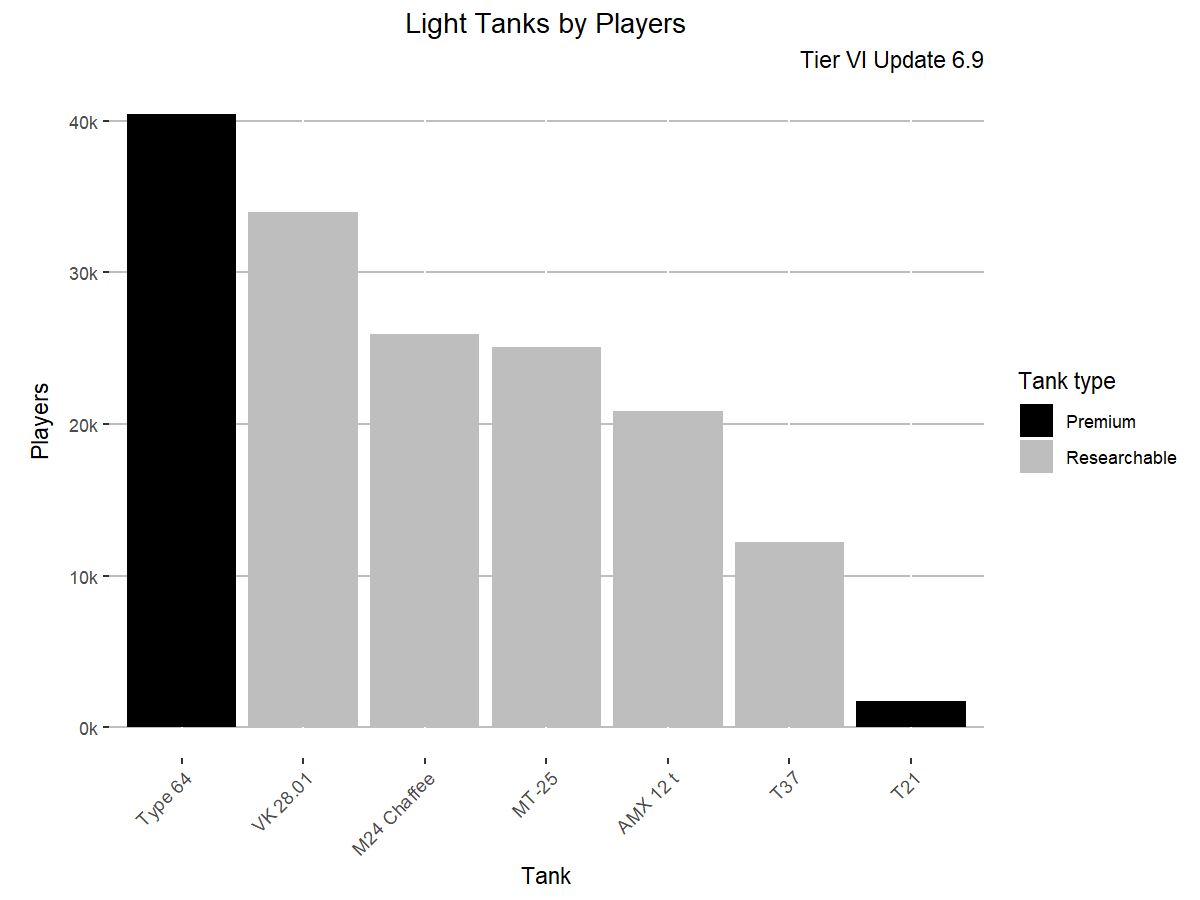 Light Tanks by Players
Tier VI Update 6.9
40k
30k
20k
10k
0k
Players
Type 64
VK 28.01
M24 Chaffee
MT-25
AMX 12 t
T37
T21
Tank
Tank type
Premium
Researchable